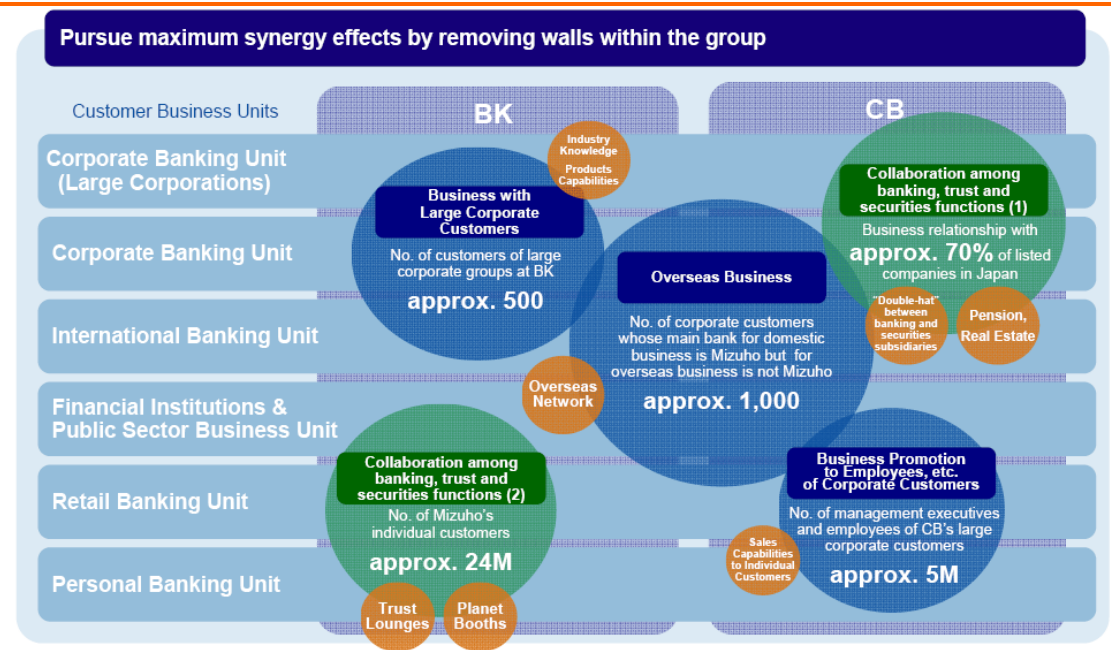 Pursue maximum synergy effects by removing walls within the group
Customer Business Units
BK
CB
Corporate Banking Unit
(Large Corporations)
Corporate Banking Unit
International Banking Unit
Financial Institutions &
Public Sector Business Unit
Retail Banking Unit
Personal Banking Unit
Industry
Knowledge
Products
Capabilities
Business with
Large Corporate
Customers
No. of customers of large
corporate groups at BK
approx. 500
Overseas Business
No. of corporate customers
whose main bank for domestic
business is Mizuho but for
overseas business is not Mizuho
approx. 1,000
Overseas
Network
Collaboration among
banking, trust and
securities functions (1)
Business relationship with
approx. 70% of listed
companies in Japan
"Double-hat"
between
banking and
securities
subsidiaries
Pension,
Real Estate
Collaboration among
banking, trust and
securities functions (2)
No. of Mizuho's
individual customers
approx. 24M
Trust
Lounges
Planet
Booths
Business Promotion
to Employees, etc.
of Corporate Customers
No. of management executives
and employees of CB's large
corporate customers
approx. 5M
Sales
Capabilities
to Individual
Customers